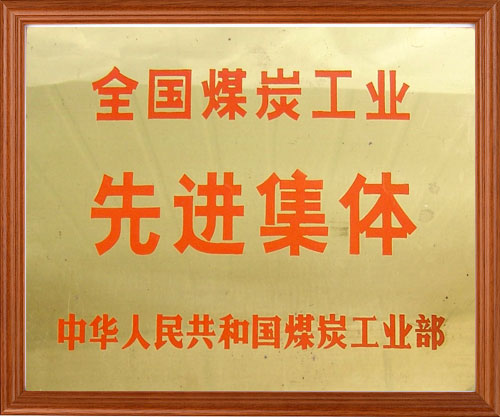 全国煤炭工业
先进集体
中华人民共和国煤炭工业部